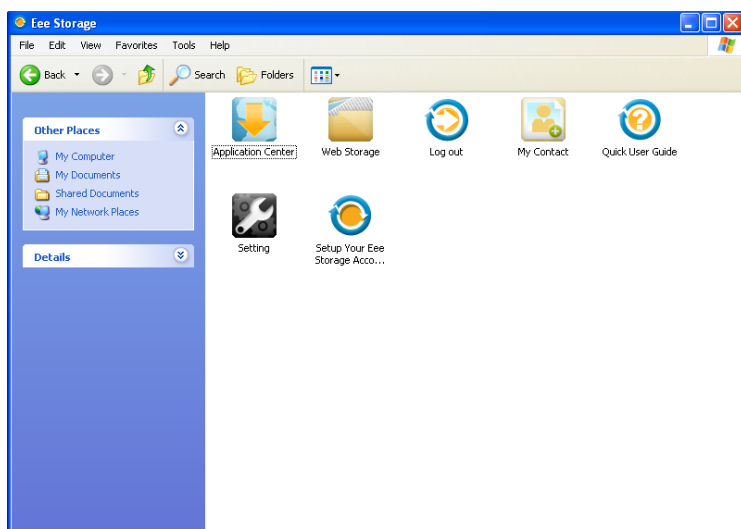 Eee Storage
File Edit View Favorites Tools Help
Back Search Folders
Other Places
My Computer
My Documents
Shared Documents
My Network Places
Details
Application Center
Web Storage
Log out
My Contact
Quick User Guide
Setting
Setup Your Eee
Storage Acco...